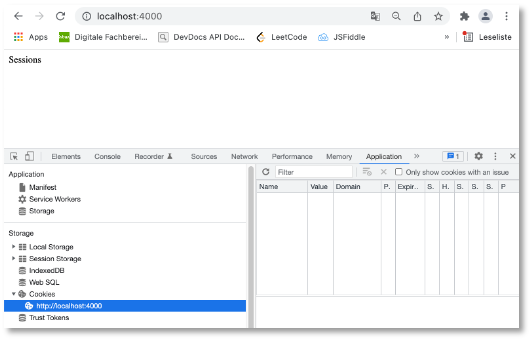 localhost:4000
Apps
Digitale Fachberei...
DevDocs API Doc...
LeetCode
JSFiddle
»
Leseliste
Sessions
Elements
Console
Recorder
Sources
Network
Performance
Memory
Application
»
1
Application
Manifest
Service Workers
Storage
Storage
Local Storage
Session Storage
IndexedDB
Web SQL
Cookies
http://localhost:4000
Trust Tokens
Filter
Only show cookies with an issue
Name
Value
Domain
P.
Expir..
S.
H.
S.
S.
S.
P